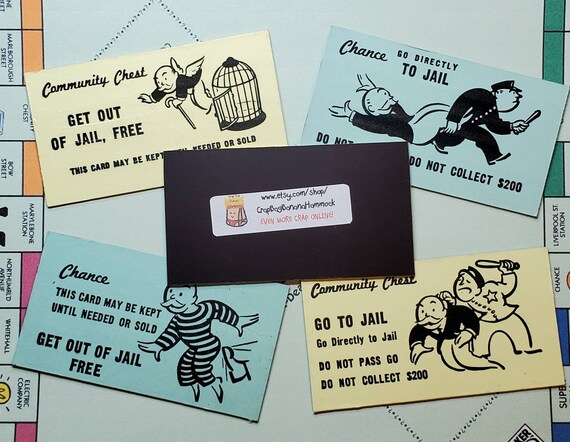 Community Chest
GET OUT
OF JAIL, FREE
THIS CARD MAY BE KEPT UNTIL NEEDED OR SOLD
Chance
GO DIRECTLY
TO JAIL
DO NOT
DO NOT COLLECT $200
www.etsy.com/shop/
CrapBagBananaHammock
EVEN MORE CRAP ONLINE!
Chance
THIS CARD MAY BE KEPT
UNTIL NEEDED OR SOLD
GET OUT OF JAIL
FREE
Community Chest
GO TO JAIL
Go Directly to Jail
DO NOT PASS GO
DO NOT COLLECT $200
MARLBOROUGH
STREET
CHEST
BOW
STREET
MARYLEBONE
STATION
NORTHUMRL'D
AVENUE
WHITEHALL
ELECTRIC
COMPANY
LIVERPOOL ST.
STATION
CHANCE
SUPER